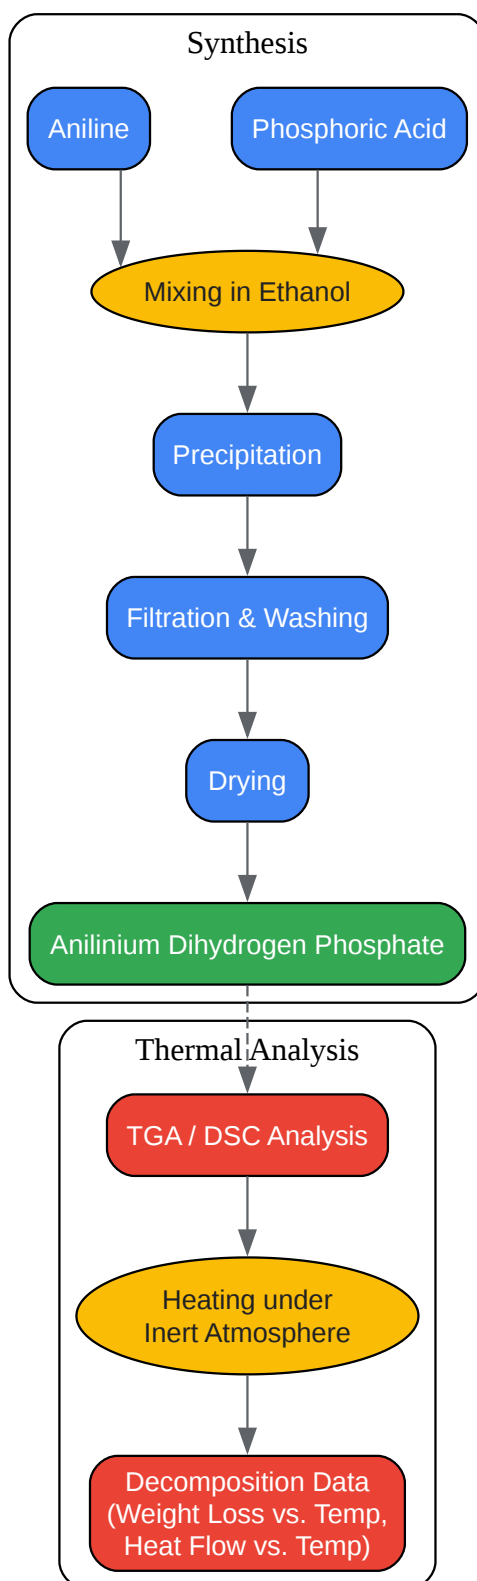 Synthesis
Aniline
Phosphoric Acid
Mixing in Ethanol
Precipitation
Filtration & Washing
Drying
Anilinium Dihydrogen Phosphate
Thermal Analysis
TGA / DSC Analysis
Heating under
Inert Atmosphere
Decomposition Data
(Weight Loss vs. Temp,
Heat Flow vs. Temp)